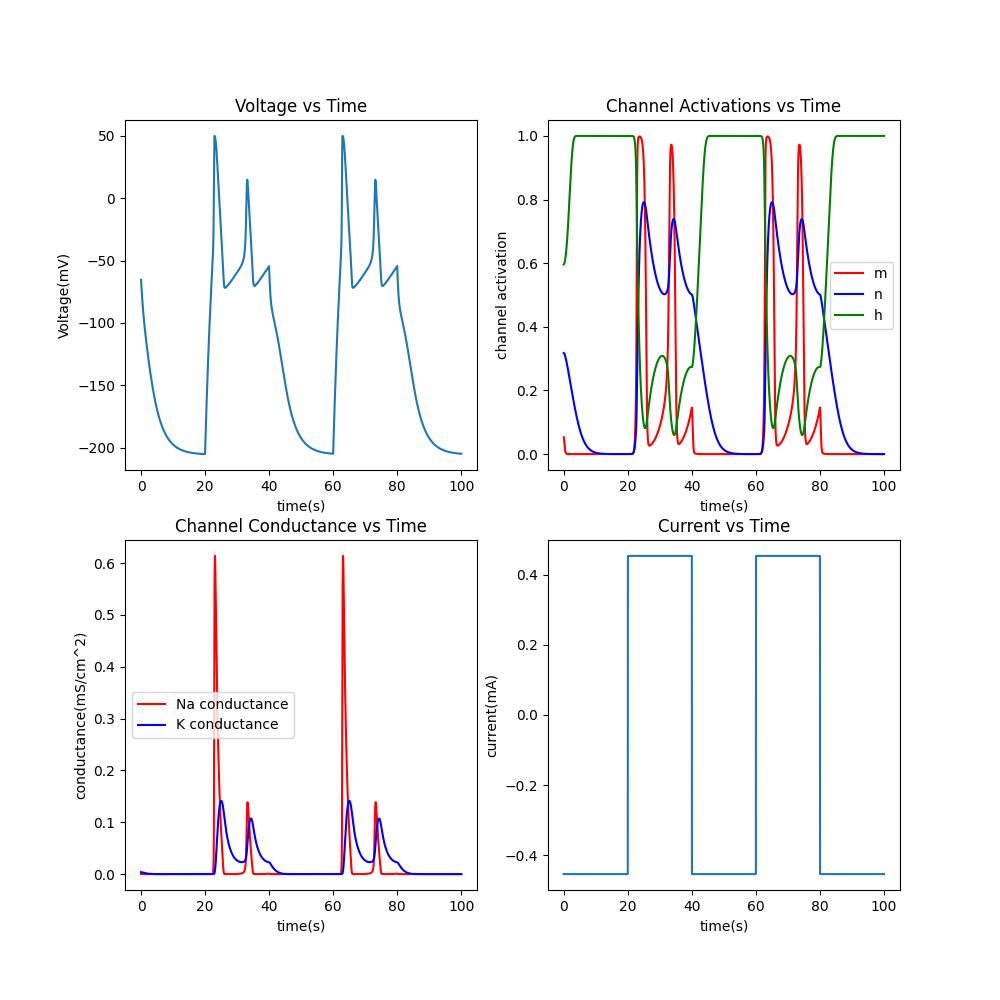 Voltage vs Time
Voltage(mV)
50
0
−50
−100
−150
−200
0 20 40 60 80 100
time(s)
Channel Activations vs Time
channel activation
1.0
0.8
0.6
0.4
0.2
0.0
m
n
h
0 20 40 60 80 100
time(s)
Channel Conductance vs Time
conductance(mS/cm^2)
0.6
0.5
0.4
0.3
0.2
0.1
0.0
Na conductance
K conductance
0 20 40 60 80 100
time(s)
Current vs Time
current(mA)
0.4
0.2
0.0
−0.2
−0.4
0 20 40 60 80 100
time(s)